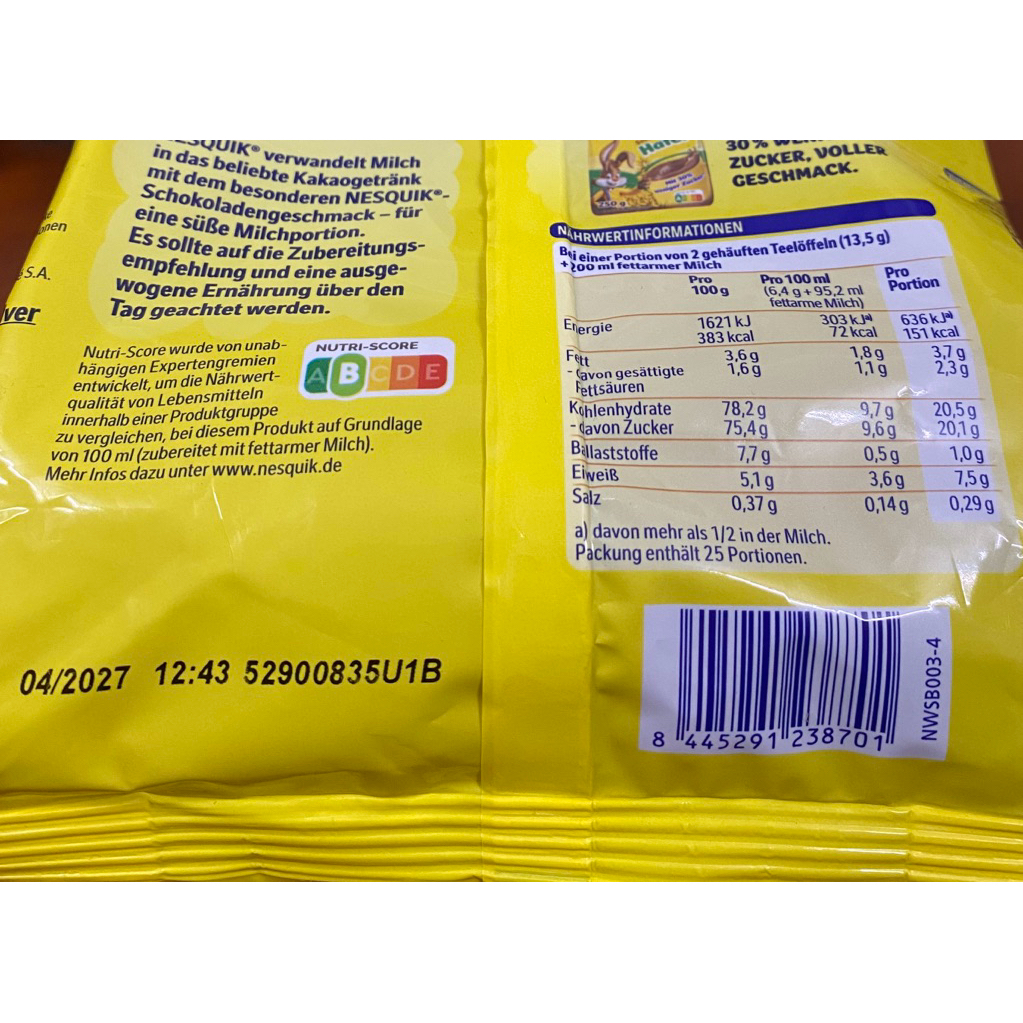 NESQUIK® verwandelt Milch
in das beliebte Kakaogetränk
mit dem besonderen NESQUIK®-
Schokoladengeschmack – für
eine süße Milchportion.
Es sollte auf die Zubereitungs-
empfehlung und eine ausge-
wogene Ernährung über den
Tag geachtet werden.
S.A.
Nutri-Score wurde von unab-
hängigen Expertengremien
entwickelt, um die Nährwert-
qualität von Lebensmitteln
innerhalb einer Produktgruppe
zu vergleichen, bei diesem Produkt auf Grundlage
von 100 ml (zubereitet mit fettarmer Milch).
Mehr Infos dazu unter www.nesquik.de
NUTRI-SCORE
A B C D E
04/2027 12:43 52900835U1B
250 g
30%
ZUCKER, VOLLER
GESCHMACK.
NÄHRWERTINFORMATIONEN
Bei einer Portion von 2 gehäuften Teelöffeln (13,5 g)
+ 200 ml fettarmer Milch
Pro 100 g Pro 100 ml (6,4 g + 95,2 ml fettarme Milch) Pro Portion
Energie 1621 kJ 303 kJa) 636 kJa)
383 kcal 72 kcal 151 kcal
Fett 3,6 g 1,8 g 3,7 g
- davon gesättigte 1,6 g 1,1 g 2,3 g
Fettsäuren
Kohlenhydrate 78,2 g 9,7 g 20,5 g
- davon Zucker 75,4 g 9,6 g 20,1 g
Ballaststoffe 7,7 g 0,5 g 1,0 g
Eiweiß 5,1 g 3,6 g 7,5 g
Salz 0,37 g 0,14 g 0,29 g
a) davon mehr als 1/2 in der Milch.
Packung enthält 25 Portionen.
8 445291 238701
NWSB003-4